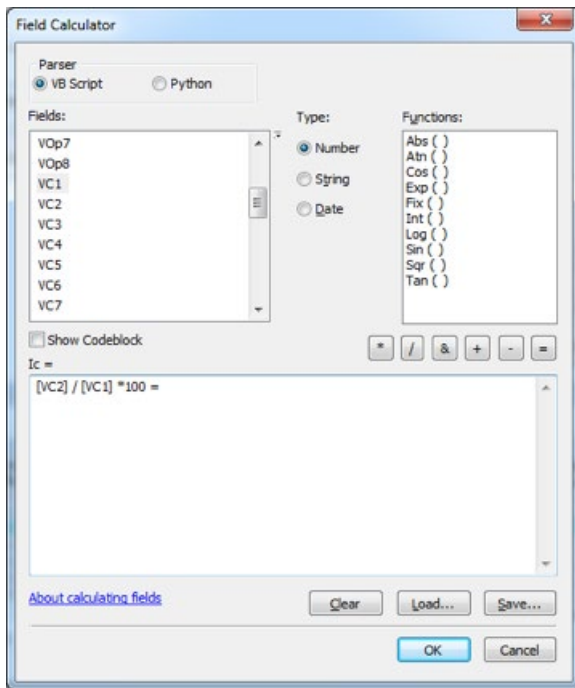 Field Calculator
Parser
VB Script Python
Fields: Type: Functions:
VOp7
VOp8
VC1
VC2
VC3
VC4
VC5
VC6
VC7
Number
String
Date
Abs ( )
Atn ( )
Cos ( )
Exp ( )
Fix ( )
Int ( )
Log ( )
Sin ( )
Sqr ( )
Tan ( )
Show Codeblock
* / & + - =
Ic =
[VC2] / [VC1] *100 =
About calculating fields
Clear Load... Save...
OK Cancel